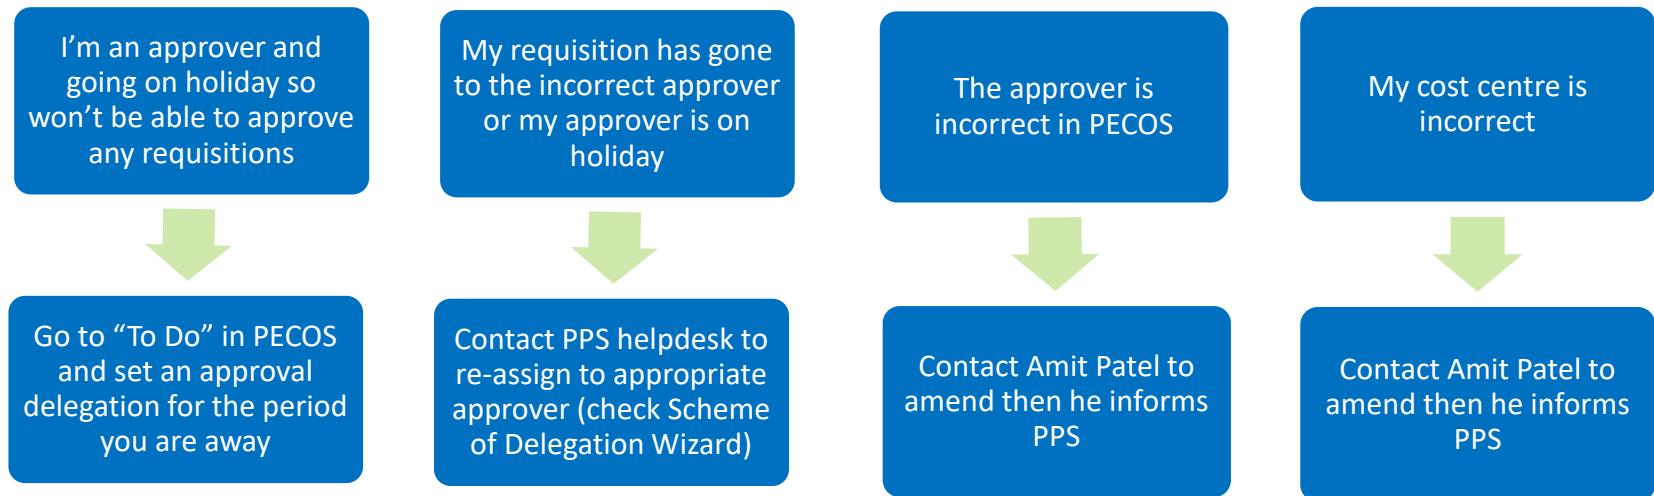 I’m an approver and
going on holiday so
won’t be able to approve
any requisitions
My requisition has gone
to the incorrect approver
or my approver is on
holiday
The approver is
incorrect in PECOS
My cost centre is
incorrect
Go to “To Do” in PECOS
and set an approval
delegation for the period
you are away
Contact PPS helpdesk to
re-assign to appropriate
approver (check Scheme
of Delegation Wizard)
Contact Amit Patel to
amend then he informs
PPS
Contact Amit Patel to
amend then he informs
PPS